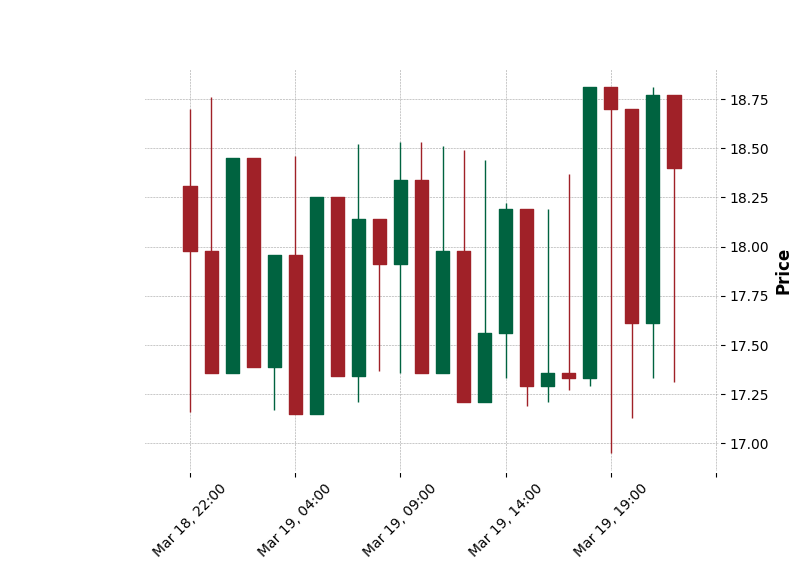 18.75
18.50
18.25
18.00
17.75
17.50
17.25
17.00
Price
Mar 18, 22:00
Mar 19, 04:00
Mar 19, 09:00
Mar 19, 14:00
Mar 19, 19:00